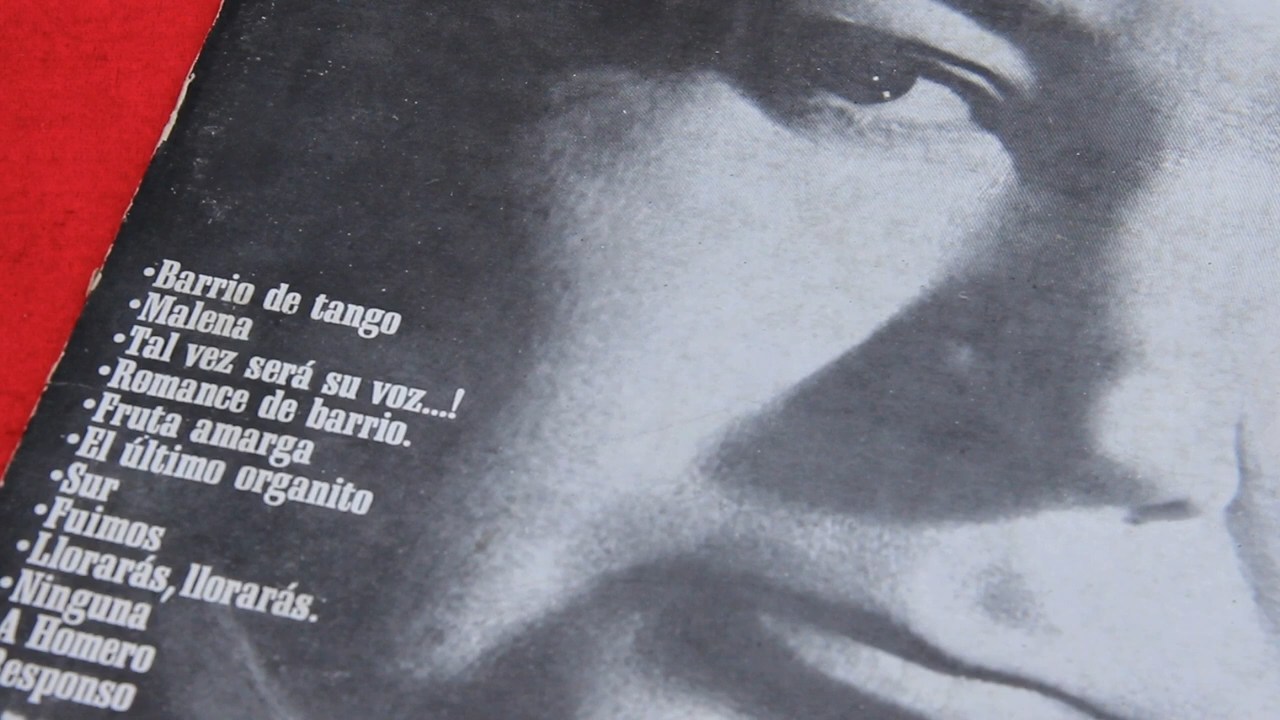 •Barrio de tango
•Malena
•Tal vez será su voz...!
•Romance de barrio.
•Fruta amarga
•El último organito
•Sur
•Fuimos
•Llorarás, llorarás.
•Ninguna
A Homero
Responso